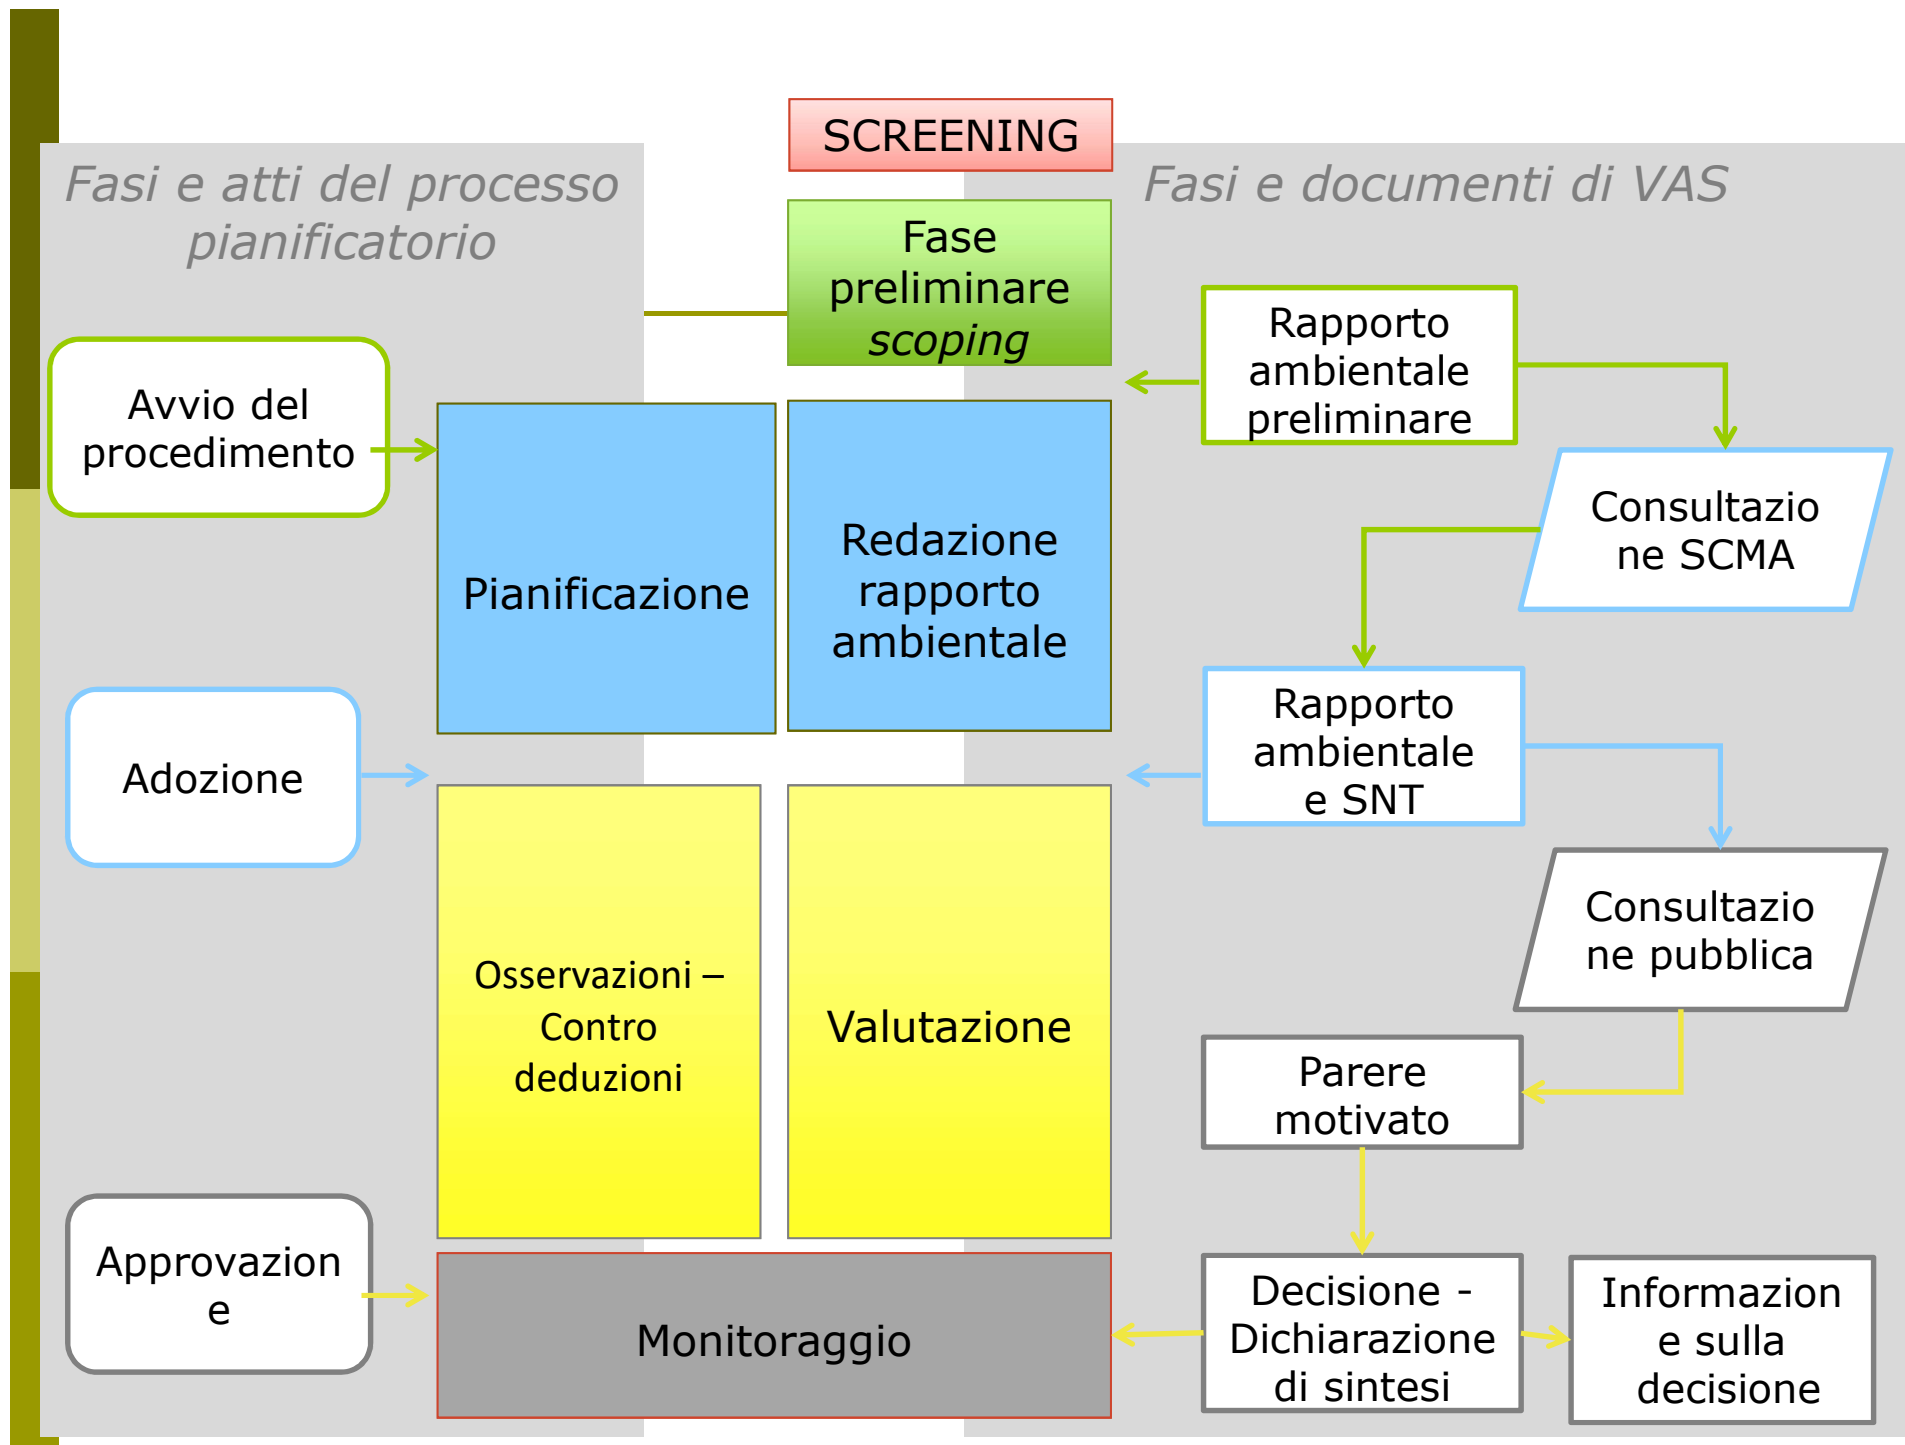 SCREENING
Fasi e atti del processo
pianificatorio
Fasi e documenti di VAS
Fase
preliminare
scoping
Rapporto
ambientale
preliminare
Avvio del
procedimento
Consultazio
ne SCMA
Pianificazione
Redazione
rapporto
ambientale
Rapporto
ambientale
e SNT
Adozione
Consultazio
ne pubblica
Osservazioni –
Contro
deduzioni
Valutazione
Parere
motivato
Approvazion
e
Monitoraggio
Decisione -
Dichiarazione
di sintesi
Informazion
e sulla
decisione